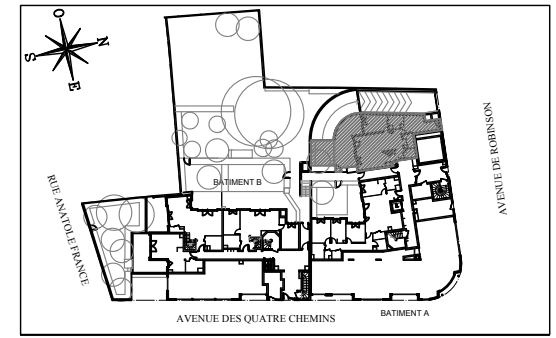 O
N
S
E
AVENUE DE ROBINSON
BATIMENT B
RUE ANATOLE FRANCE
AVENUE DES QUATRE CHEMINS
BATIMENT A